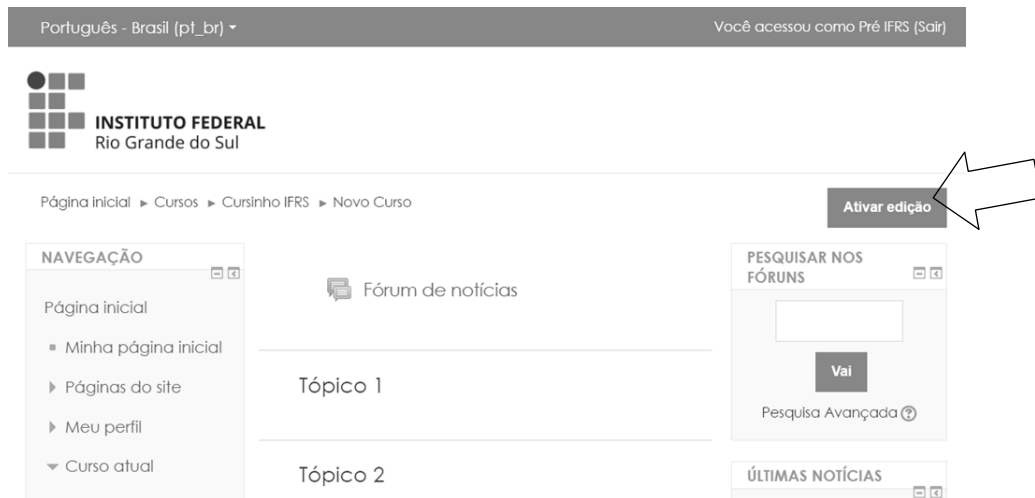 Português - Brasil (pt_br)
Você acessou como Pré IFRS (Sair)
INSTITUTO FEDERAL
Rio Grande do Sul
Página inicial ► Cursos ► Cursinho IFRS ► Novo Curso
Ativar edição
NAVEGAÇÃO
Página inicial
Minha página inicial
Páginas do site
Meu perfil
Curso atual
Fórum de notícias
Tópico 1
Tópico 2
PESQUISAR NOS
FÓRUNS
Vai
Pesquisa Avançada
ÚLTIMAS NOTÍCIAS